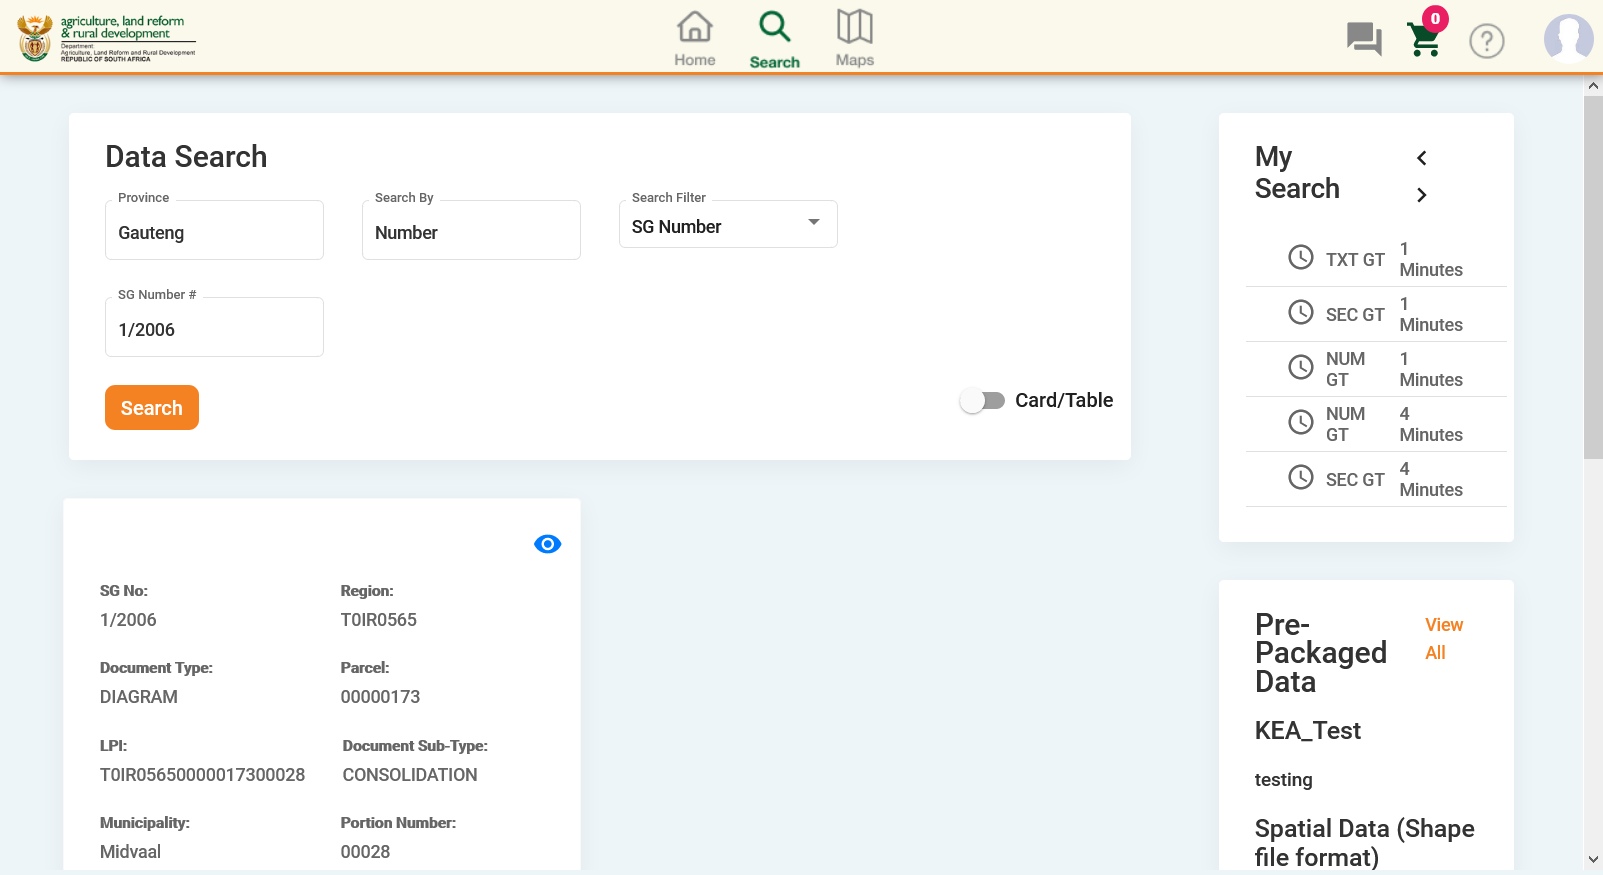 agriculture, land reform
& rural development
Department:
Agriculture, Land Reform and Rural Development
REPUBLIC OF SOUTH AFRICA
Home
Search
Maps
0
?
Data Search
Province
Gauteng
Search By
Number
Search Filter
SG Number
SG Number #
1/2006
Search
Card/Table
SG No:
1/2006
Region:
T0IR0565
Document Type:
DIAGRAM
Parcel:
00000173
LPI:
T0IR05650000017300028
Document Sub-Type:
CONSOLIDATION
Municipality:
Midvaal
Portion Number:
00028
My
Search
TXT GT
1
Minutes
SEC GT
1
Minutes
NUM
GT
1
Minutes
NUM
GT
4
Minutes
SEC GT
4
Minutes
Pre-
Packaged
Data
View
All
KEA_Test
testing
Spatial Data (Shape
file format)